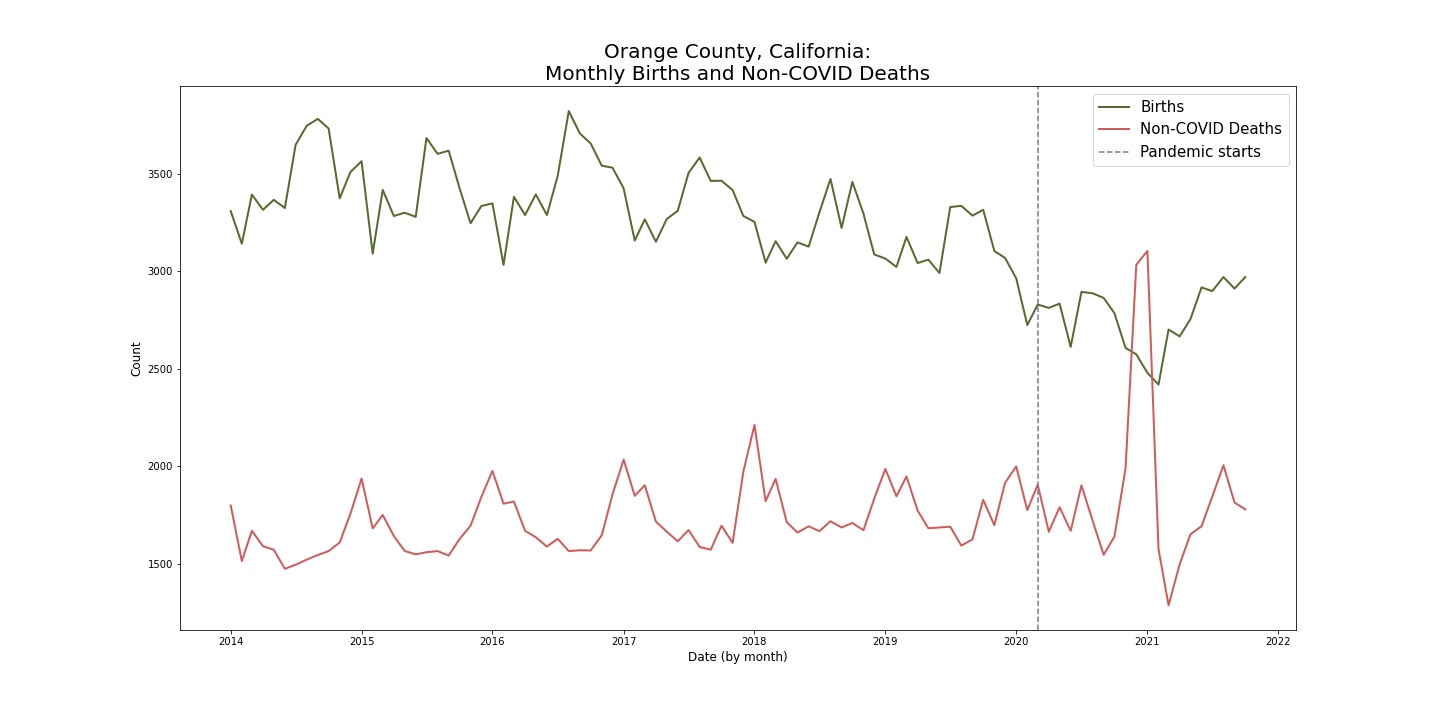 Orange County, California:
Monthly Births and Non-COVID Deaths
Births
Non-COVID Deaths
Pandemic starts
3500
3000
2500
2000
1500
Count
2014 2015 2016 2017 2018 2019 2020 2021 2022
Date (by month)